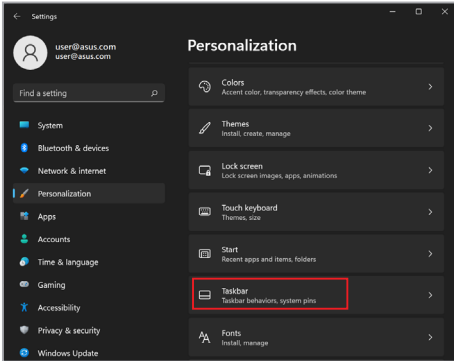 Settings
user@asus.com
user@asus.com
Find a setting
System
Bluetooth & devices
Network & internet
Personalization
Apps
Accounts
Time & language
Gaming
Accessibility
Privacy & security
Windows Update
Personalization
Colors
Accent color, transparency effects, color theme
Themes
Install, create, manage
Lock screen
Lock screen images, apps, animations
Touch keyboard
Themes, size
Start
Recent apps and items, folders
Taskbar
Taskbar behaviors, system pins
Fonts
Install, manage